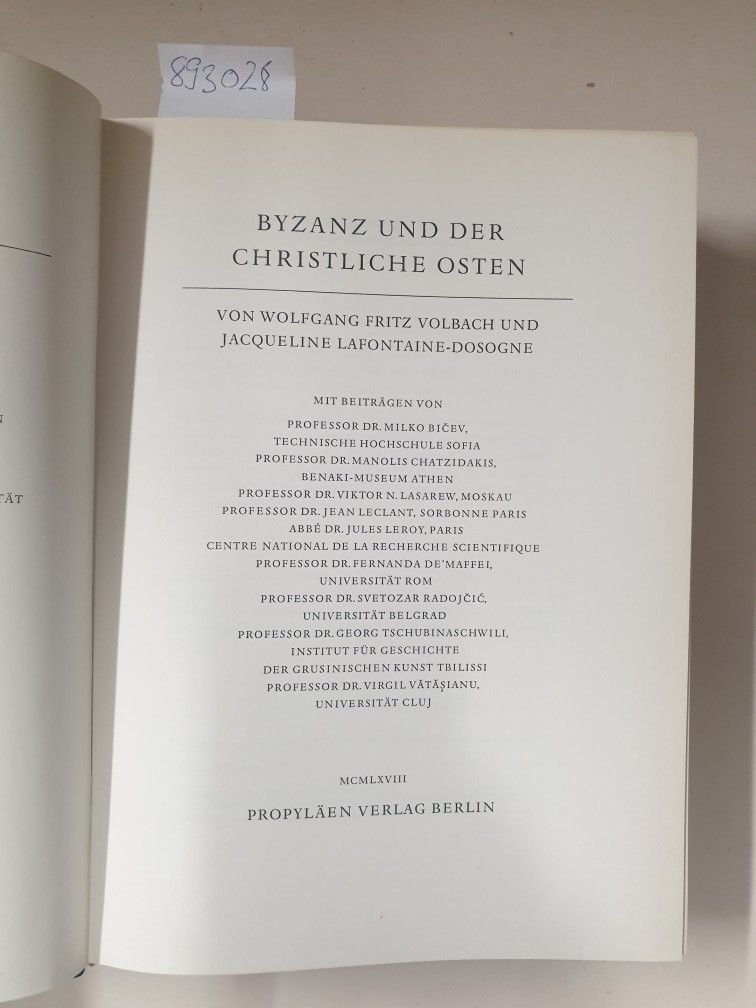 893028
BYZANZ UND DER
CHRISTLICHE OSTEN
VON WOLFGANG FRITZ VOLBACH UND
JACQUELINE LAFONTAINE-DOSOGNE
MIT BEITRÄGEN VON
PROFESSOR DR. MILKO BIČEV,
TECHNISCHE HOCHSCHULE SOFIA
PROFESSOR DR. MANOLIS CHATZIDAKIS,
BENAKI-MUSEUM ATHEN
PROFESSOR DR. VIKTOR N. LASAREW, MOSKAU
PROFESSOR DR. JEAN LECLANT, SORBONNE PARIS
ABBÉ DR. JULES LEROY, PARIS
CENTRE NATIONAL DE LA RECHERCHE SCIENTIFIQUE
PROFESSOR DR. FERNANDA DE'MAFFEI,
UNIVERSITÄT ROM
PROFESSOR DR. SVETOZAR RADOJČIĆ,
UNIVERSITÄT BELGRAD
PROFESSOR DR. GEORG TSCHUBINASCHWILI,
INSTITUT FÜR GESCHICHTE
DER GRUSINISCHEN KUNST TBILISSI
PROFESSOR DR. VIRGIL VĂTĂŞIANU,
UNIVERSITÄT CLUJ
MCMLXVIII
PROPYLÄEN VERLAG BERLIN